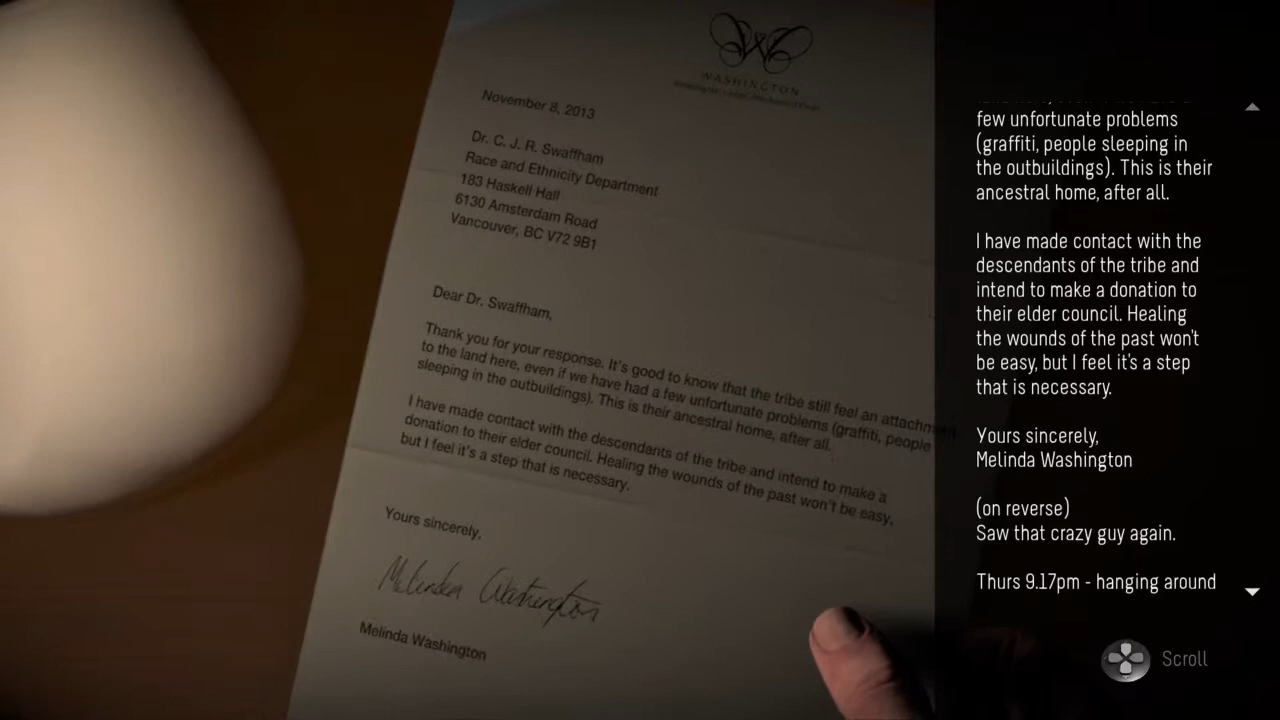 WASHINGTON
November 8, 2013
Dr. C. J. R. Swaffham
Race and Ethnicity Department
183 Haskell Hall
6130 Amsterdam Road
Vancouver, BC V72 9B1
Dear Dr. Swaffham,
Thank you for your response. It's good to know that the tribe still feel an attachm
to the land here, even if we have had a few unfortunate problems (graffiti, people
sleeping in the outbuildings). This is their ancestral home, after all.
I have made contact with the descendants of the tribe and intend to make a
donation to their elder council. Healing the wounds of the past won't be easy,
but I feel it's a step that is necessary.
Yours sincerely,
Melinda Washington
Melinda Washington
few unfortunate problems
(graffiti, people sleeping in
the outbuildings). This is their
ancestral home, after all.
I have made contact with the
descendants of the tribe and
intend to make a donation to
their elder council. Healing
the wounds of the past won't
be easy, but I feel it's a step
that is necessary.
Yours sincerely,
Melinda Washington
(on reverse)
Saw that crazy guy again.
Thurs 9.17pm - hanging around
Scroll